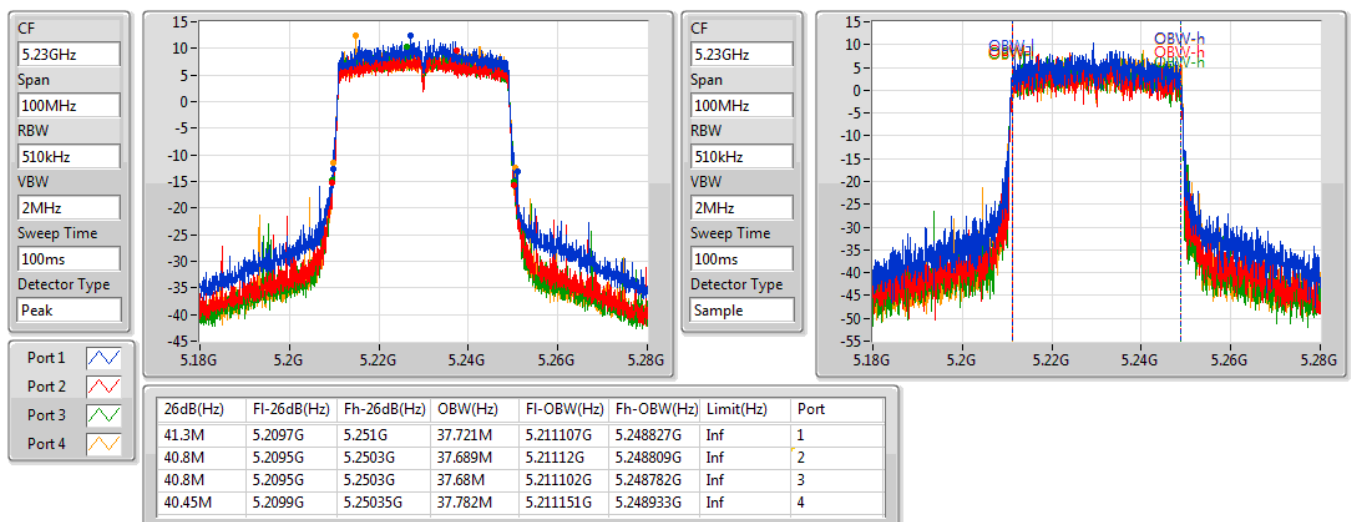 CF
5.23GHz
Span
100MHz
RBW
510kHz
VBW
2MHz
Sweep Time
100ms
Detector Type
Peak
15
10
5
0
-5
-10
-15
-20
-25
-30
-35
-40
-45
5.18G 5.2G 5.22G 5.24G 5.26G 5.28G
CF
5.23GHz
Span
100MHz
RBW
510kHz
VBW
2MHz
Sweep Time
100ms
Detector Type
Sample
15
10
5
0
-5
-10
-15
-20
-25
-30
-35
-40
-45
-50
-55
OBW-h
OBW-h
OBW-h
5.18G 5.2G 5.22G 5.24G 5.26G 5.28G
Port 1
Port 2
Port 3
Port 4
26dB(Hz) Fl-26dB(Hz) Fh-26dB(Hz) OBW(Hz) Fl-OBW(Hz) Fh-OBW(Hz) Limit(Hz) Port
41.3M 5.2097G 5.251G 37.721M 5.211107G 5.248827G Inf 1
40.8M 5.2095G 5.2503G 37.689M 5.21112G 5.248809G Inf 2
40.8M 5.2095G 5.2503G 37.68M 5.211102G 5.248782G Inf 3
40.45M 5.2099G 5.25035G 37.782M 5.211151G 5.248933G Inf 4